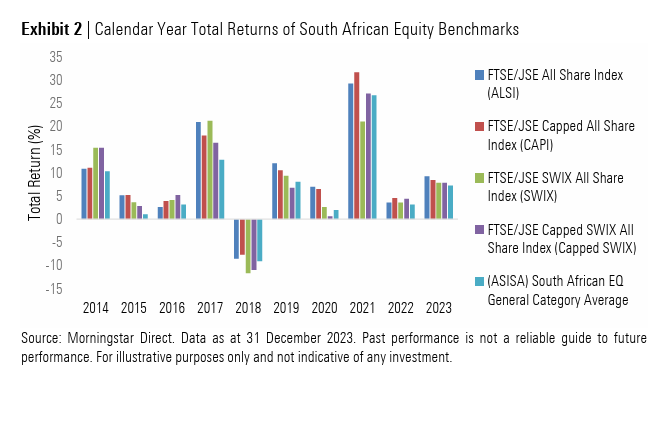 Exhibit 2 | Calendar Year Total Returns of South African Equity Benchmarks
Total Return (%)
35
30
25
20
15
10
5
0
-5
-10
-15
2014 2015 2016 2017 2018 2019 2020 2021 2022 2023
FTSE/JSE All Share Index
(ALSI)
FTSE/JSE Capped All Share
Index (CAPI)
FTSE/JSE SWIX All Share
Index (SWIX)
FTSE/JSE Capped SWIX All
Share Index (Capped SWIX)
(ASISA) South African EQ
General Category Average
Source: Morningstar Direct. Data as at 31 December 2023. Past performance is not a reliable guide to future
performance. For illustrative purposes only and not indicative of any investment.